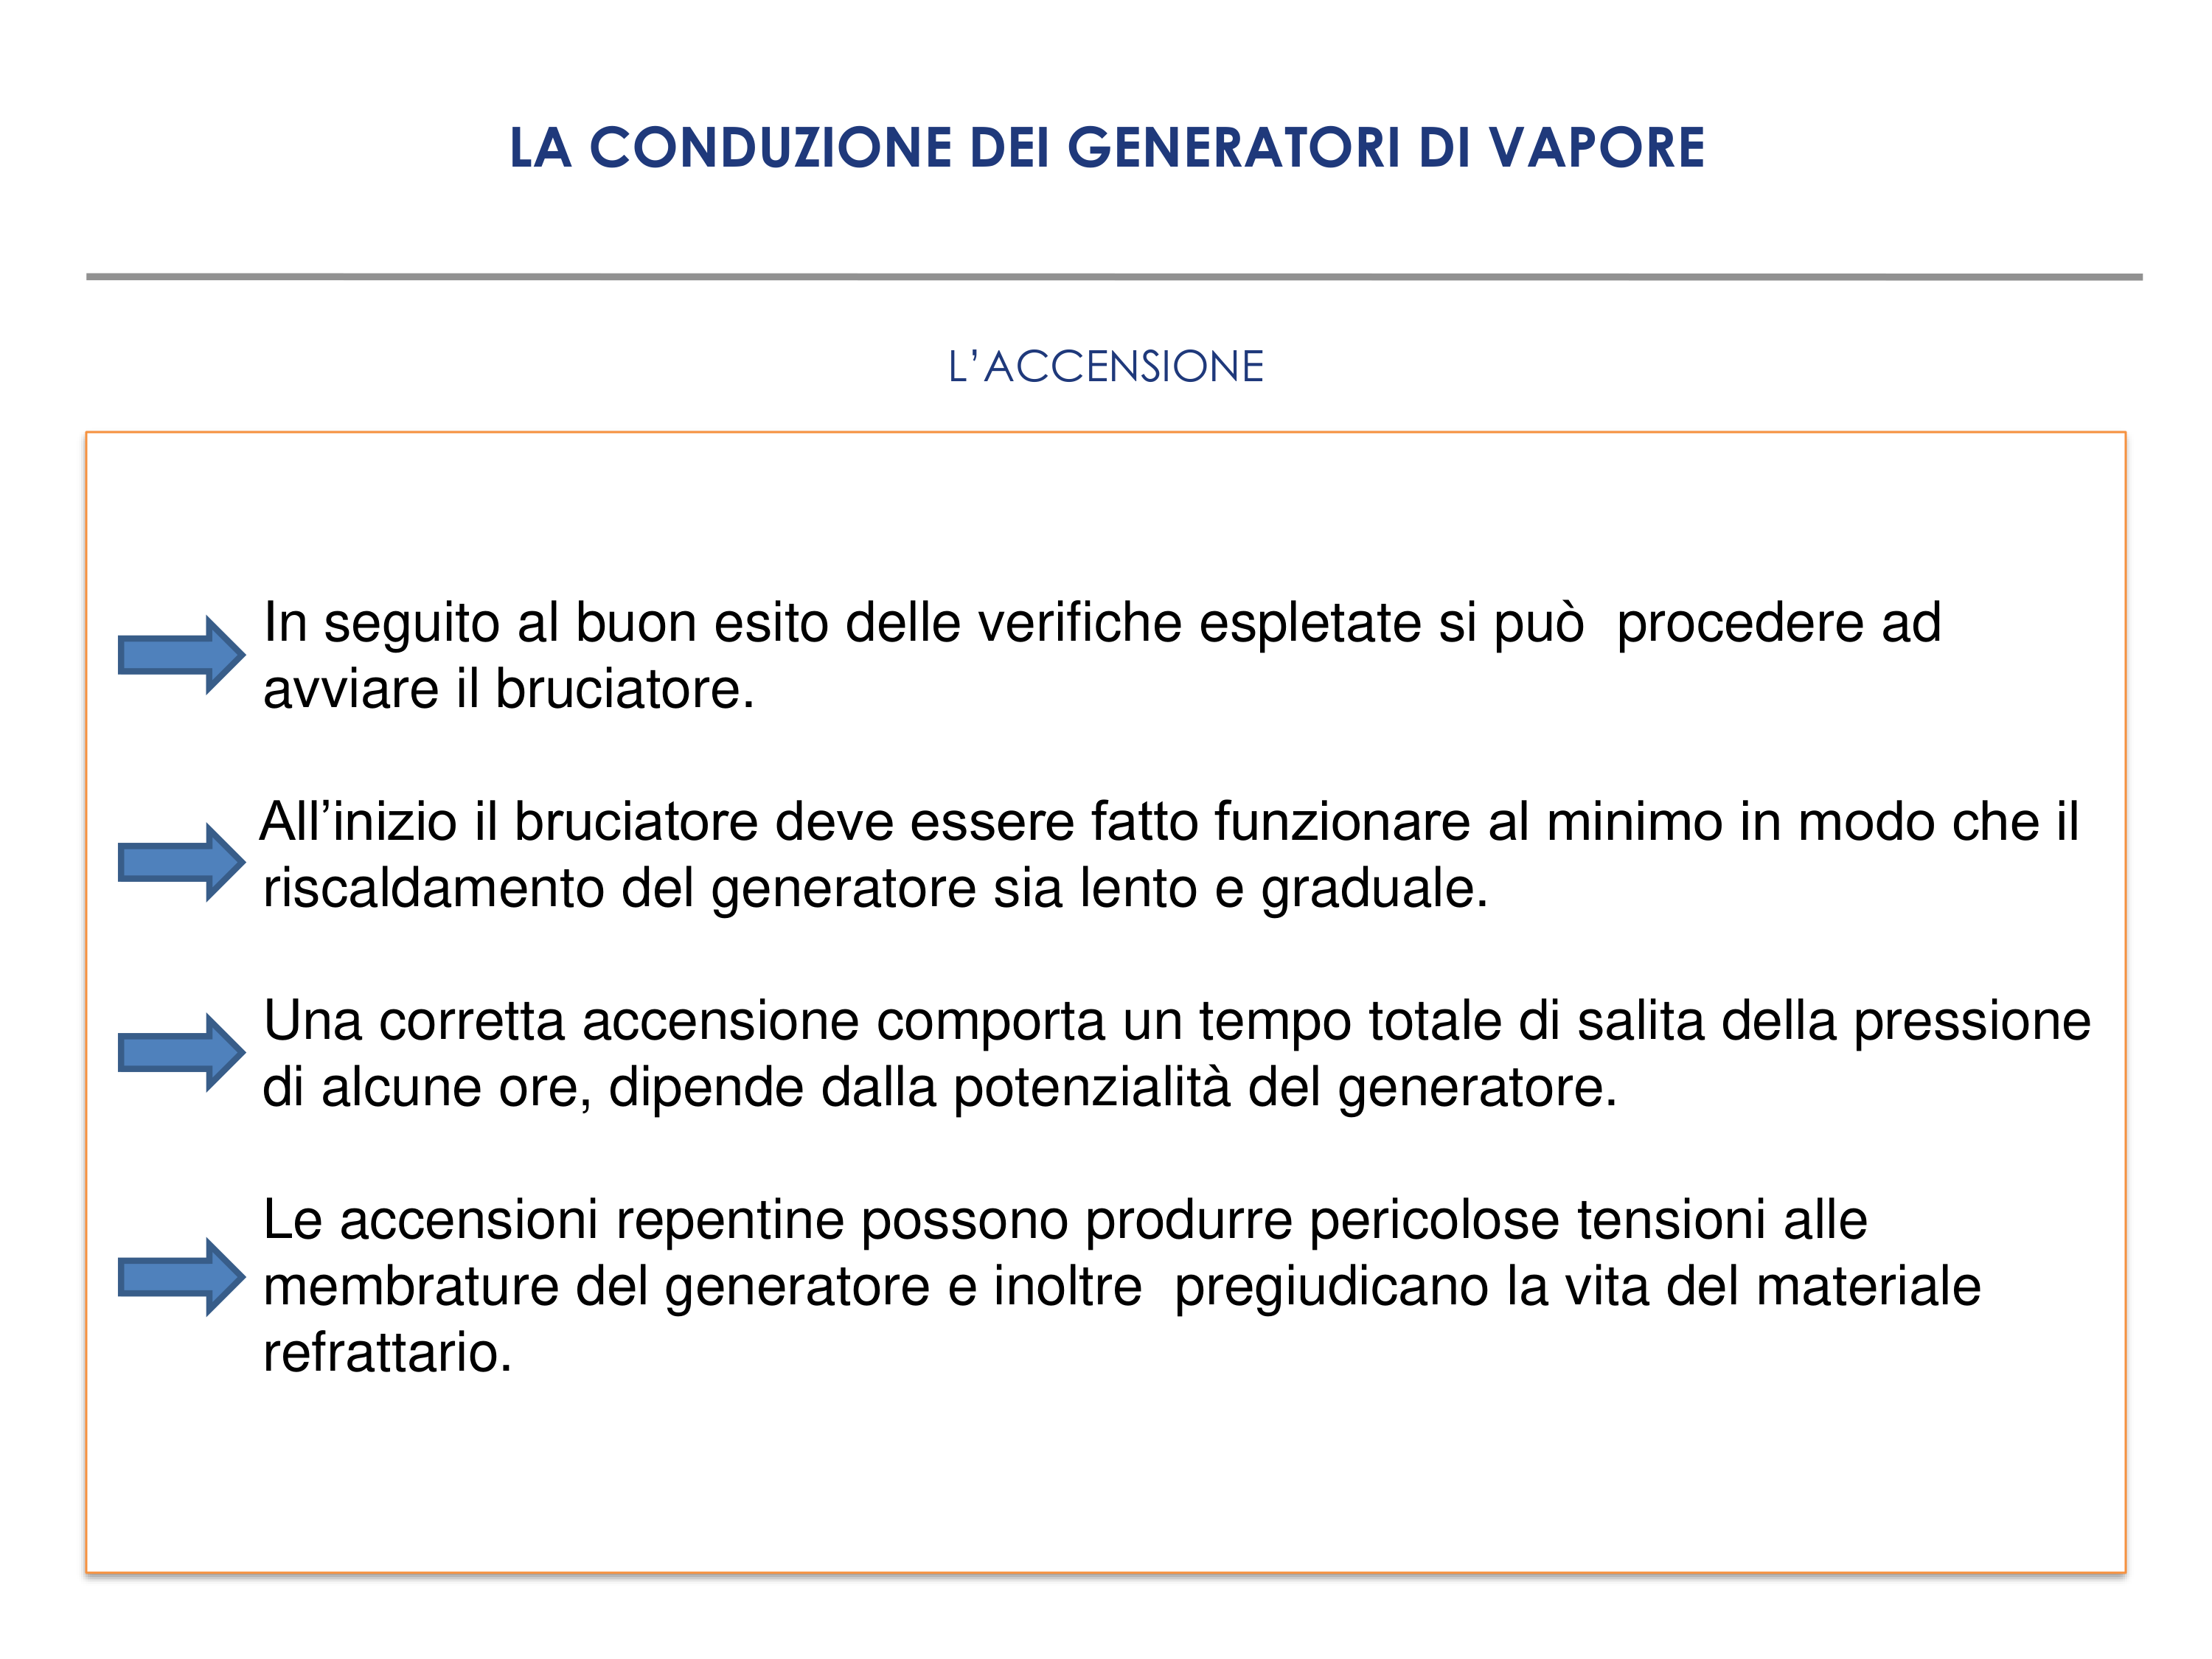 LA CONDUZIONE DEI GENERATORI DI VAPORE
L’ACCENSIONE
In seguito al buon esito delle verifiche espletate si può  procedere ad
avviare il bruciatore.
All’inizio il bruciatore deve essere fatto funzionare al minimo in modo che il
riscaldamento del generatore sia lento e graduale.
Una corretta accensione comporta un tempo totale di salita della pressione
di alcune ore, dipende dalla potenzialità del generatore.
Le accensioni repentine possono produrre pericolose tensioni alle
membrature del generatore e inoltre  pregiudicano la vita del materiale
refrattario.